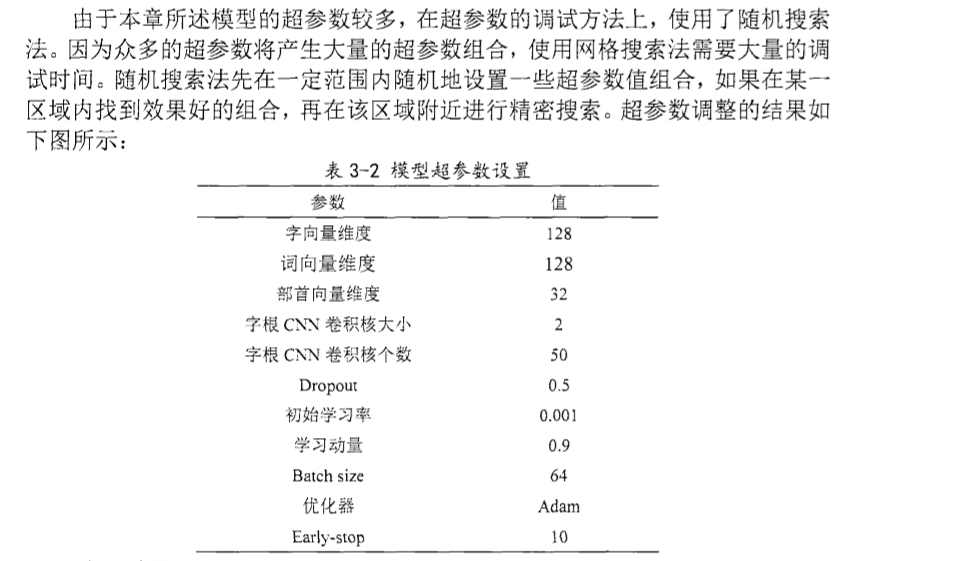 由于本章所述模型的超参数较多，在超参数的调试方法上，使用了随机搜索
法。因为众多的超参数将产生大量的超参数组合，使用网格搜索法需要大量的调
试时间。随机搜索法先在一定范围内随机地设置一些超参数值组合，如果在某一
区域内找到效果好的组合，再在该区域附近进行精密搜索。超参数调整的结果如
下图所示：
表 3-2 模型超参数设置
参数 值
字向量维度 128
词向量维度 128
部首向量维度 32
字根 CNN 卷积核大小 2
字根 CNN 卷积核个数 50
Dropout 0.5
初始学习率 0.001
学习动量 0.9
Batch size 64
优化器 Adam
Early-stop 10